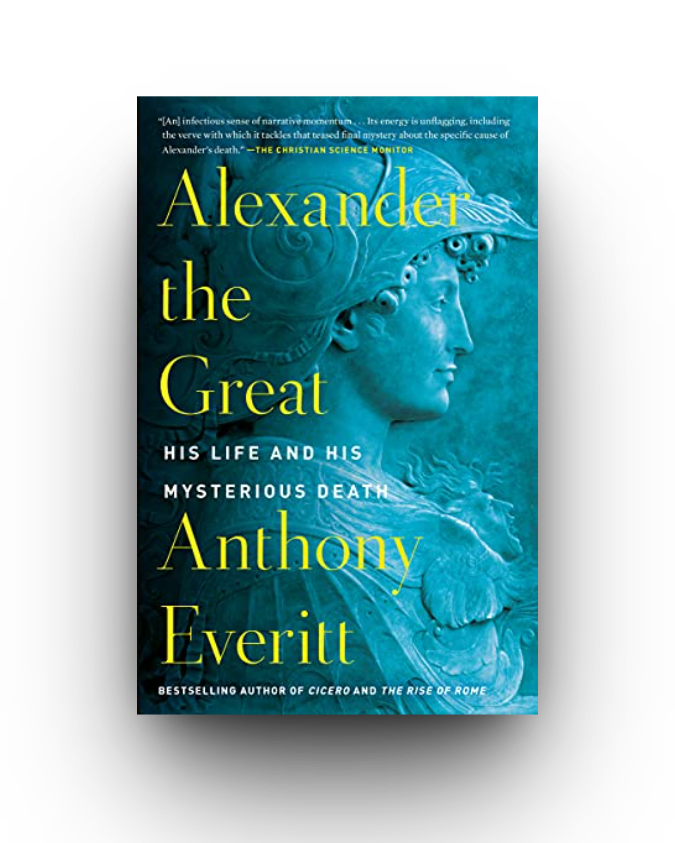 “[An] infectious sense of narrative momentum . . . Its energy is unflagging, including
the verve with which it tackles that teased final mystery about the specific cause of
Alexander’s death.” —THE CHRISTIAN SCIENCE MONITOR
Alexander
the
Great
HIS LIFE AND HIS
MYSTERIOUS DEATH
Anthony
Everitt
BESTSELLING AUTHOR OF CICERO AND THE RISE OF ROME